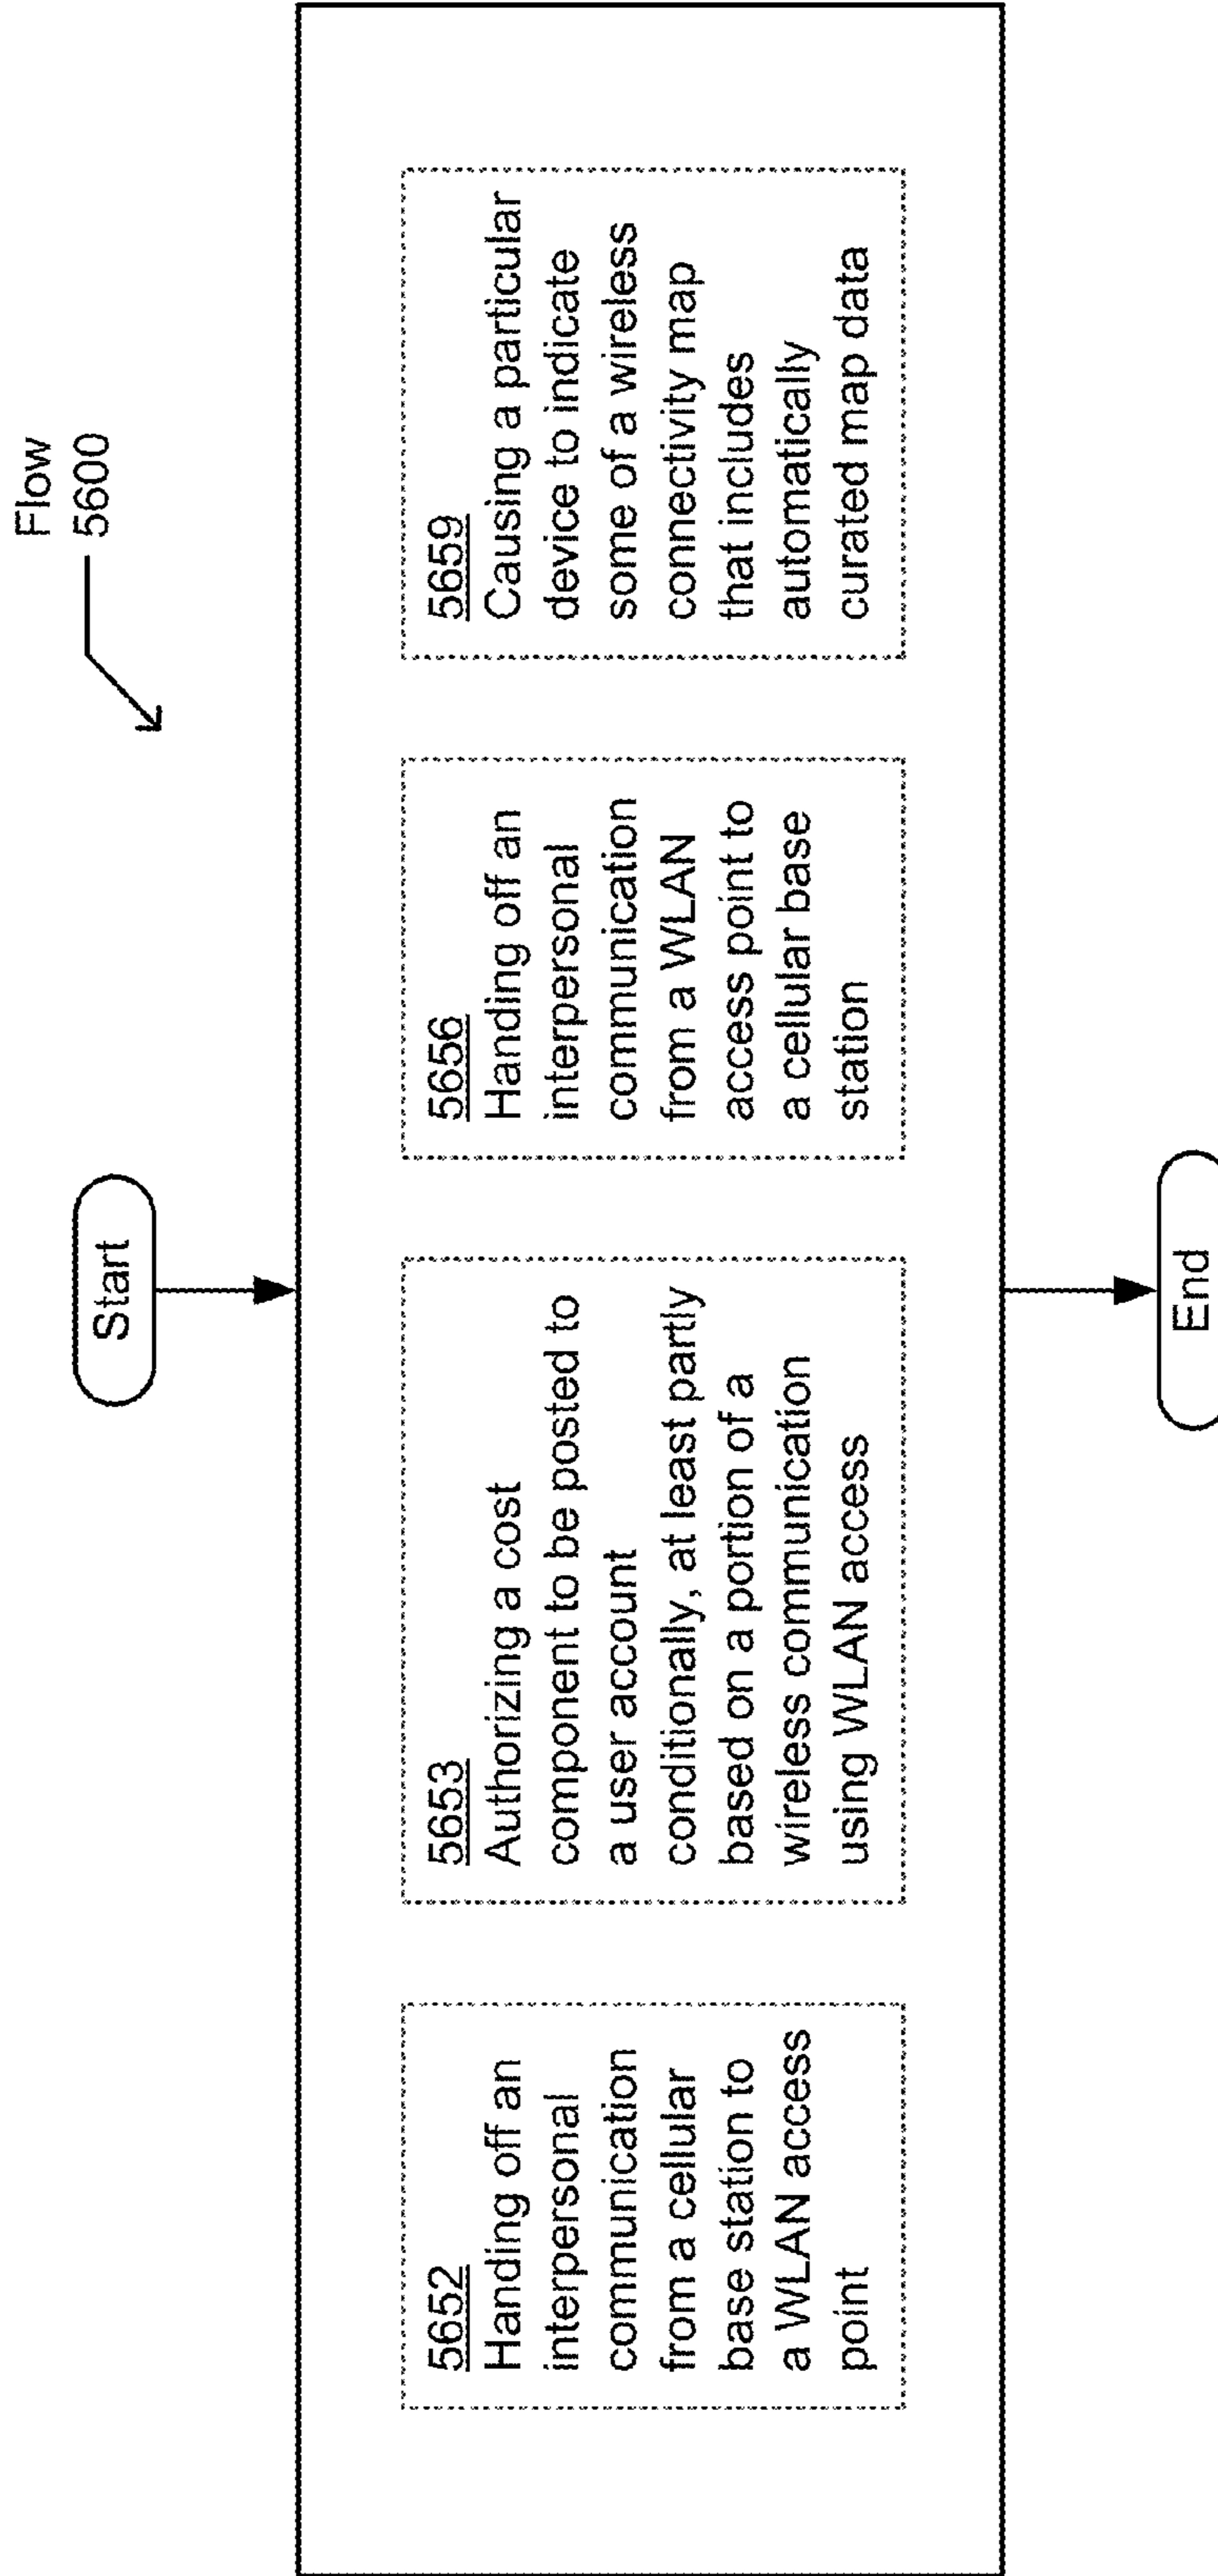 Flow
5600
Start
5652
Handing off an
interpersonal
communication
from a cellular
base station to
a WLAN access
point
5653
Authorizing a cost
component to be posted to
a user account
conditionally, at least partly
based on a portion of a
wireless communication
using WLAN access
5656
Handing off an
interpersonal
communication
from a WLAN
access point to
a cellular base
station
5659
Causing a particular
device to indicate
some of a wireless
connectivity map
that includes
automatically
curated map data
End